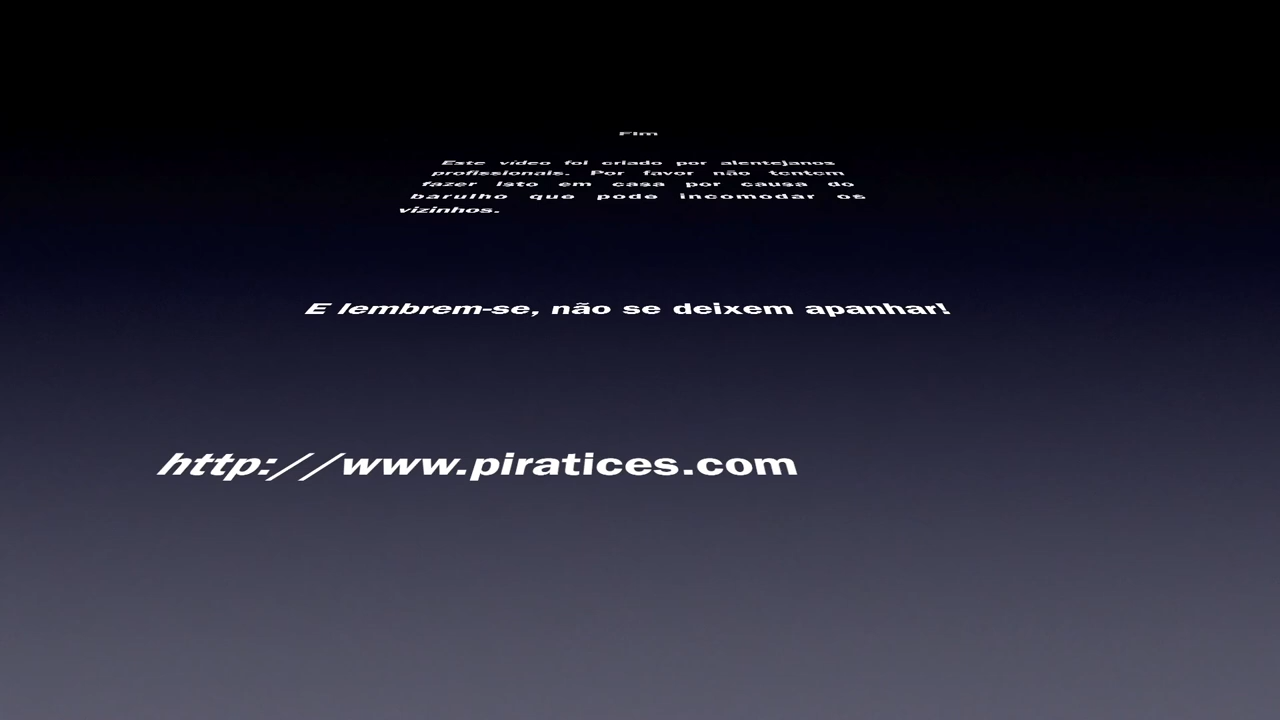 Fim
Este vídeo foi criado por alentejanos
profissionais. Por favor não tentem
fazer isto em casa por causa do
barulho que pode incomodar os
vizinhos.
E lembrem-se, não se deixem apanhar!
http://www.piratices.com